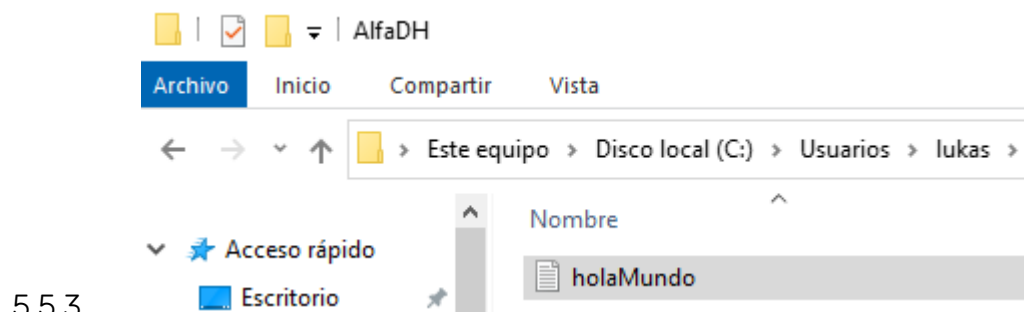 AlfaDH
Archivo Inicio Compartir Vista
Este equipo > Disco local (C:) > Usuarios > lukas >
Nombre
Acceso rápido
holaMundo
Escritorio
5.5.3